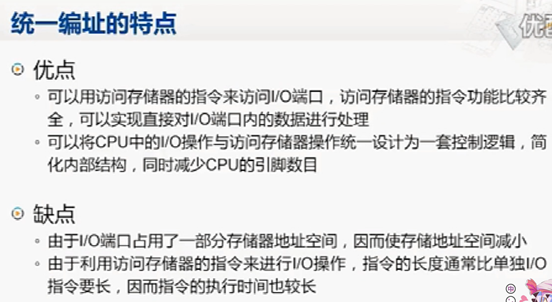 统一编址的特点
优
优点
可以用访问存储器的指令来访问I/O端口，访问存储器的指令功能比较齐
全，可以实现直接对I/O端口内的数据进行处理
可以将CPU中的I/O操作与访问存储器操作统一设计为一套控制逻辑，简
化内部结构，同时减少CPU的引脚数目
缺点
由于I/O端口占用了一部分存储器地址空间，因而使存储地址空间减小
由于利用访问存储器的指令来进行I/O操作，指令的长度通常比单独I/O
指令要长，因而指令的执行时间也较长